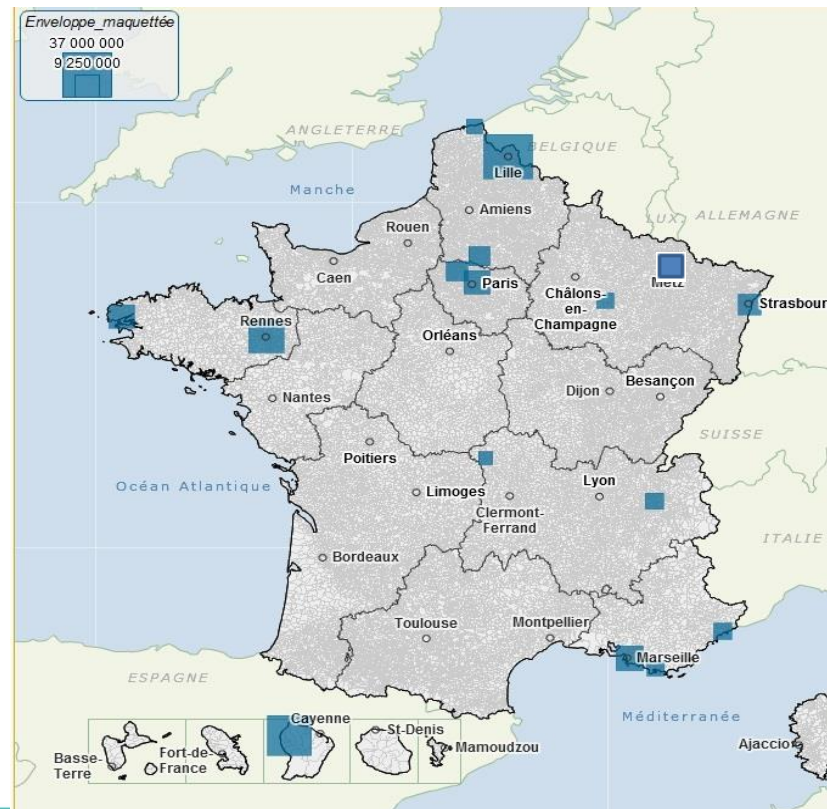 Enveloppe_maquettée
37 000 000
9 250 000
ANGLETERRE
BELGIQUE
Lille
Manche
Amiens
LUX.
ALLEMAGNE
Rouen
Caen
Metz
Paris
Châlons-
en-
Champagne
Strasbour
Rennes
Orléans
Nantes
Dijon
Besançon
SUISSE
Poitiers
Océan Atlantique
Limoges
Lyon
Clermont-
Ferrand
ITALIE
Bordeaux
Toulouse
Montpellier
Marseille
ESPAGNE
Méditerranée
Cayenne
St-Denis
Ajaccio
Basse-
Terre
Fort-de-
France
Mamoudzou